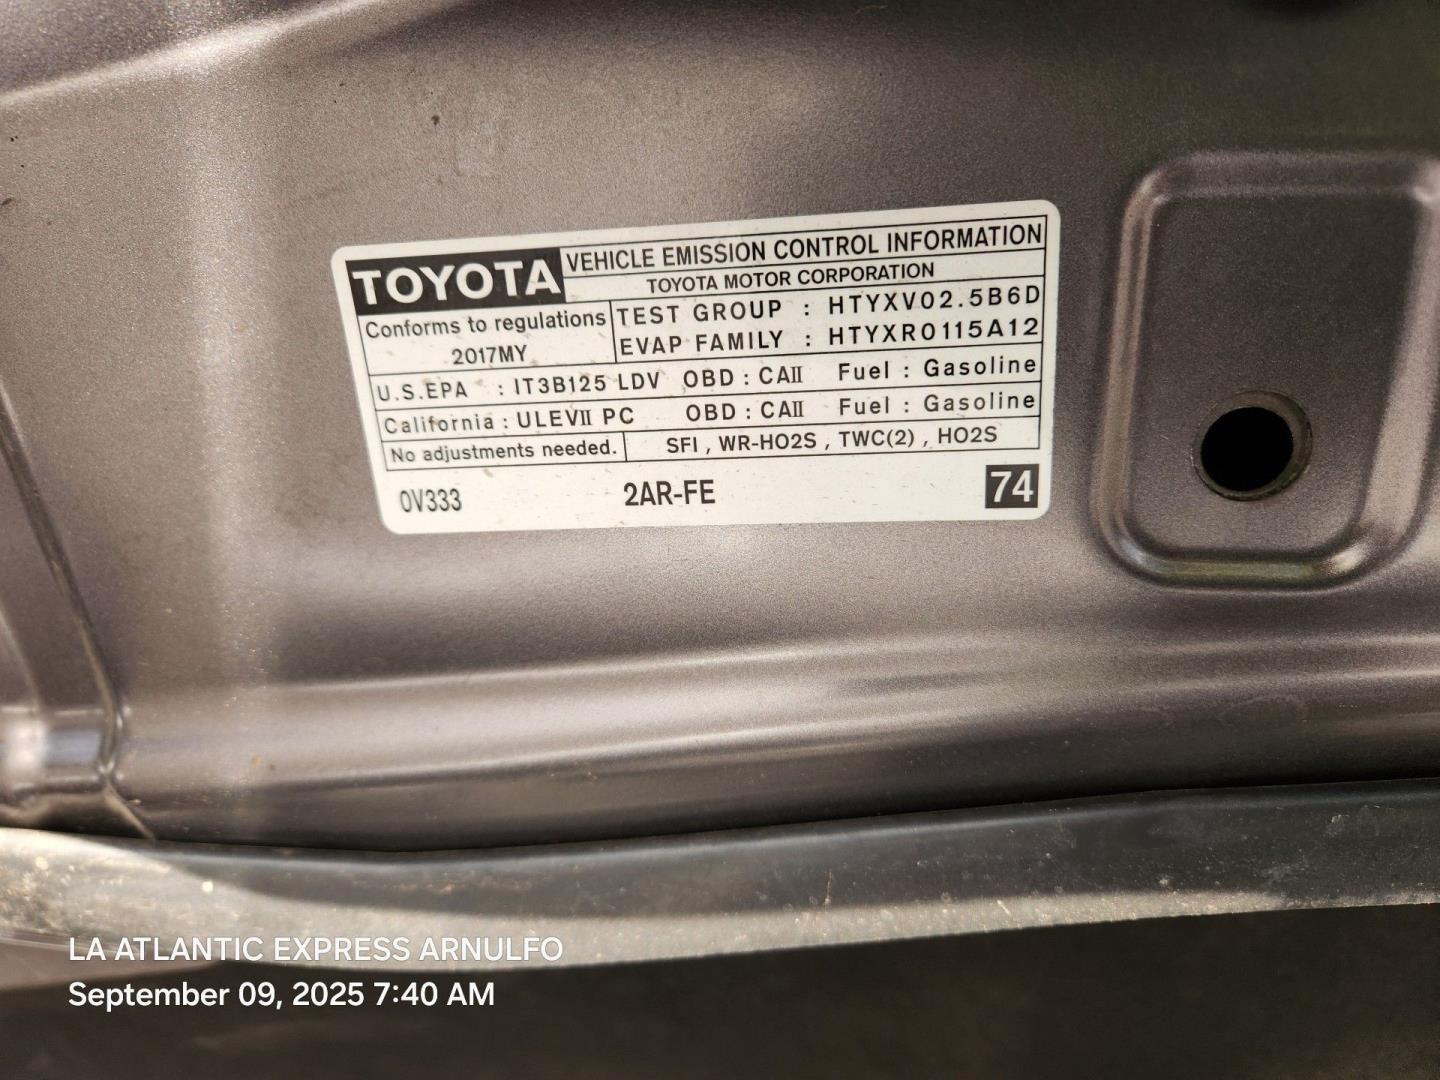 TOYOTA VEHICLE EMISSION CONTROL INFORMATION
TOYOTA MOTOR CORPORATION
Conforms to regulations
2017MY
TEST GROUP : HTYXV02.5B6D
EVAP FAMILY : HTYXR0115A12
U.S.EPA : IT3B125 LDV OBD : CAII Fuel : Gasoline
California : ULEVII PC OBD : CAII Fuel : Gasoline
No adjustments needed. SFI , WR-HO2S , TWC(2) , HO2S
0V333 2AR-FE 74
LA ATLANTIC EXPRESS ARNULFO
September 09, 2025 7:40 AM